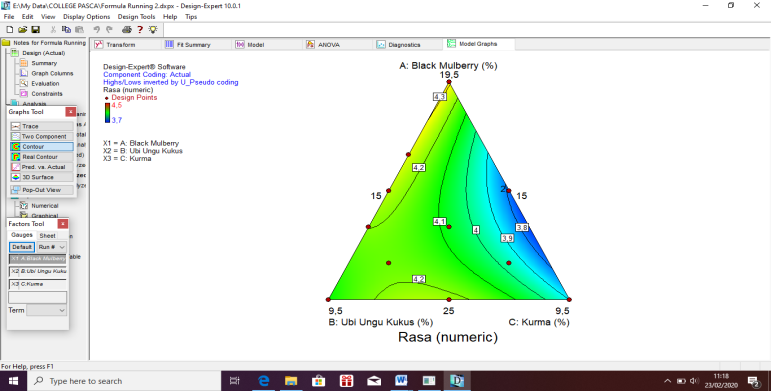 E:\My Data\COLLEGE PASCA\Formula Running 2.dxpx - Design-Expert 10.0.1
File Edit View Display Options Design Tools Help Tips
Notes for Formula Running
Design (Actual)
Summary
Graph Columns
Evaluation
Constraints
Analysis
Transform
Fit Summary
Model
ANOVA
Diagnostics
Model Graphs
Graphs Tool
Trace
Two Component
Contour
Real Contour
Pred. vs. Actual
3D Surface
Pop-Out View
Numerical
Graphical
Factors Tool
Gauges Sheet
Default Run #
X1 A:Black Mulberry
X2 B:Ubi Ungu Kuku
X3 C:Kurma
Term
Design-Expert® Software
Component Coding: Actual
Highs/Lows inverted by U_Pseudo coding
Rasa (numeric)
Design Points
4.5
3.7
X1 = A: Black Mulberry
X2 = B: Ubi Ungu Kukus
X3 = C: Kurma
A: Black Mulberry (%)
19.5
4.3
4.2
15
2
15
4.1
4
3.8
3.9
4.2
9.5
25
9.5
B: Ubi Ungu Kukus (%)
C: Kurma (%)
Rasa (numeric)
For Help, press F1
Type here to search
11:18
23/02/2020